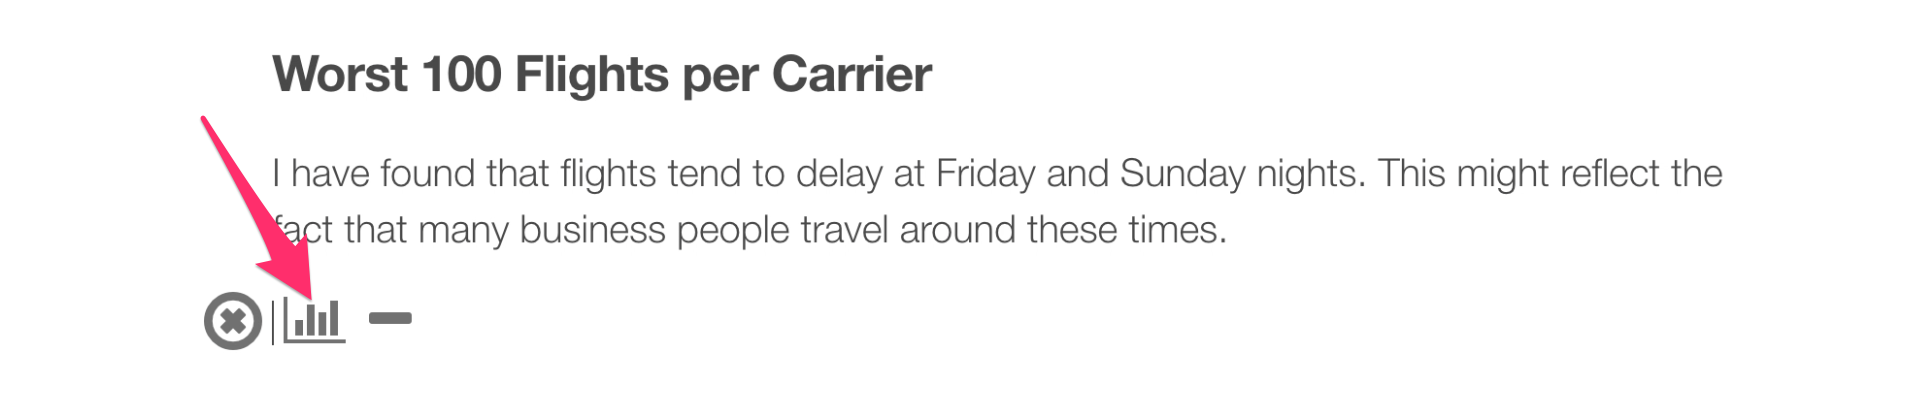 Worst 100 Flights per Carrier
I have found that flights tend to delay at Friday and Sunday nights. This might reflect the
fact that many business people travel around these times.